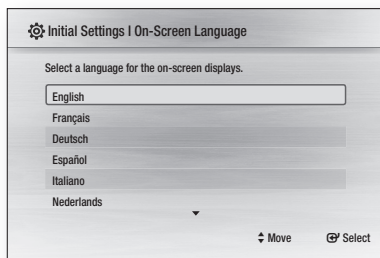 Initial Settings I On-Screen Language
Select a language for the on-screen displays.
English
Français
Deutsch
Español
Italiano
Nederlands
Move Select